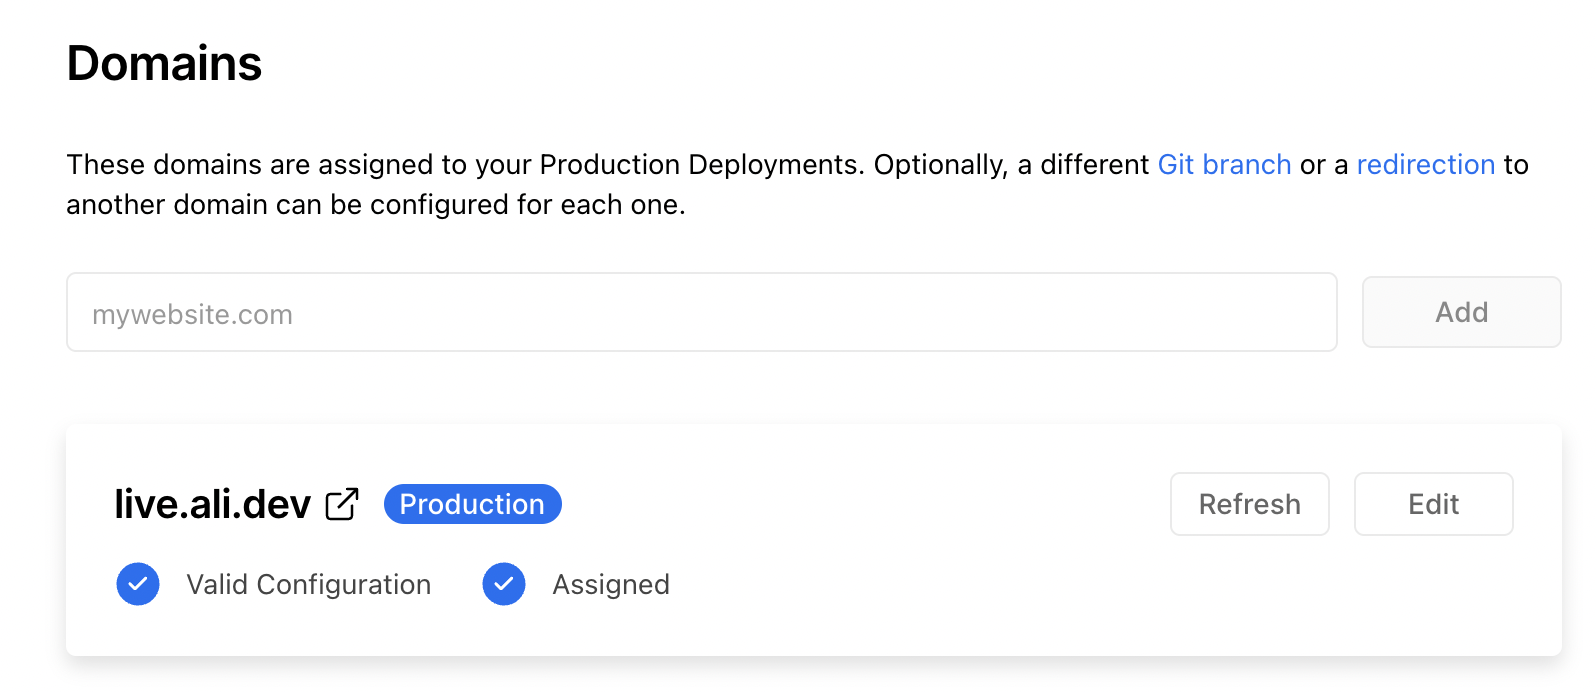 Domains
These domains are assigned to your Production Deployments. Optionally, a different Git branch or a redirection to
another domain can be configured for each one.
mywebsite.com
Add
live.ali.dev
Production
Refresh
Edit
Valid Configuration
Assigned